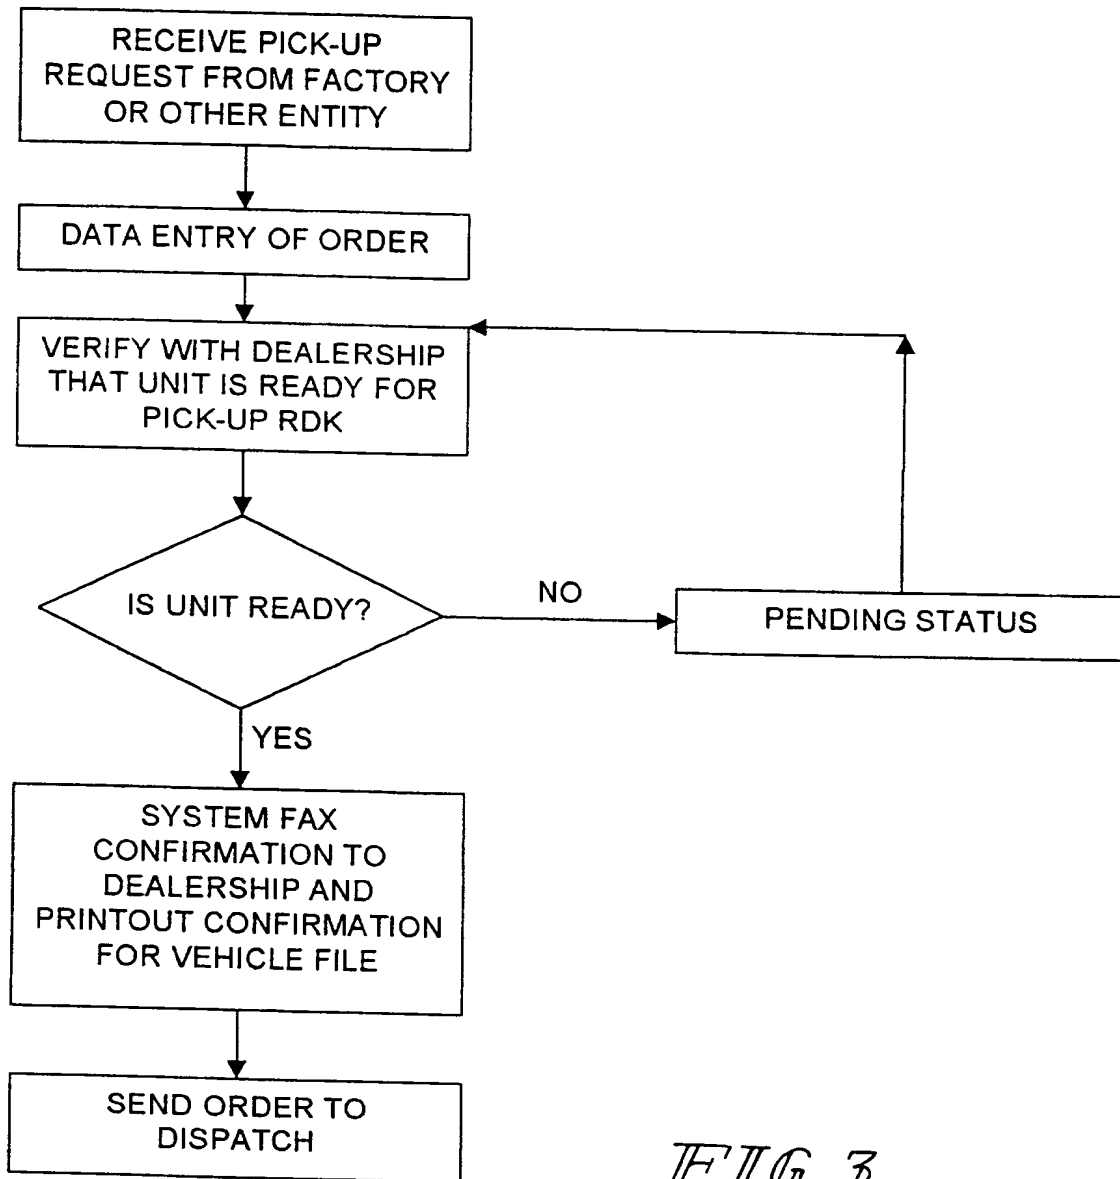 RECEIVE PICK-UP
REQUEST FROM FACTORY
OR OTHER ENTITY
DATA ENTRY OF ORDER
VERIFY WITH DEALERSHIP
THAT UNIT IS READY FOR
PICK-UP RDK
IS UNIT READY?
NO
PENDING STATUS
YES
SYSTEM FAX
CONFIRMATION TO
DEALERSHIP AND
PRINTOUT CONFIRMATION
FOR VEHICLE FILE
SEND ORDER TO
DISPATCH
FIG. 3